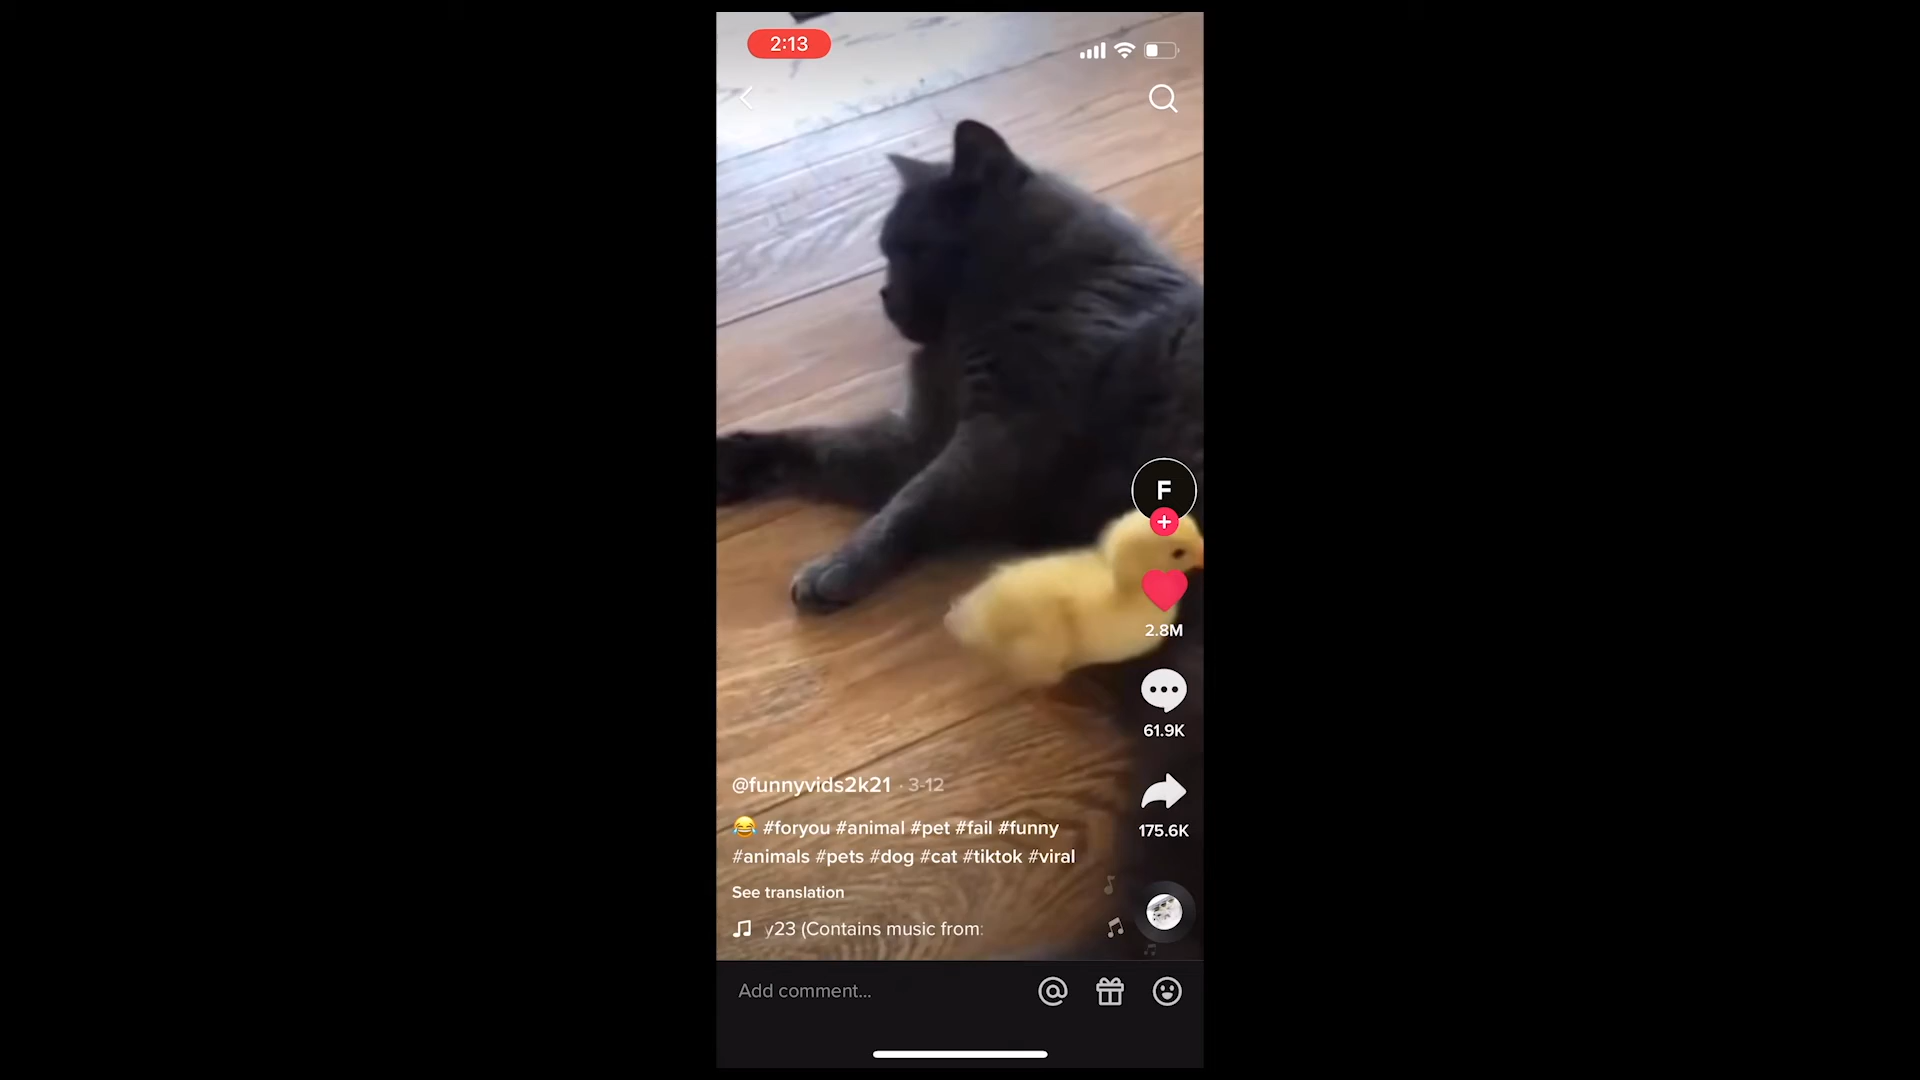 2:13
F
2.8M
61.9K
175.6K
@funnyvids2k21 · 3-12
😂 #foryou #animal #pet #fail #funny
#animals #pets #dog #cat #tiktok #viral
See translation
y23 (Contains music from:
Add comment...